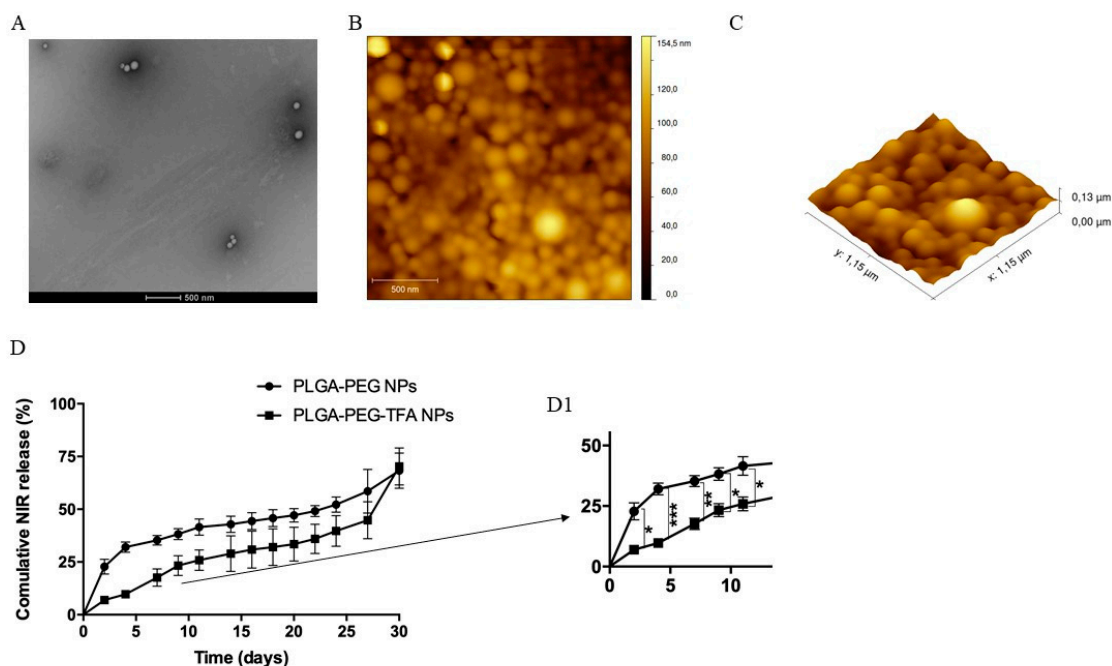 A
500 nm
B
154,5 nm
120,0
100,0
80,0
60,0
40,0
20,0
0,0
500 nm
C
0,13 µm
0,00 µm
y: 1,15 µm
x: 1,15 µm
D
PLGA-PEG NPs
PLGA-PEG-TFA NPs
Comulative NIR release (%)
100
75
50
25
0
0 5 10 15 20 25 30
Time (days)
D1
50
25
0
* *** ** * *
0 5 10